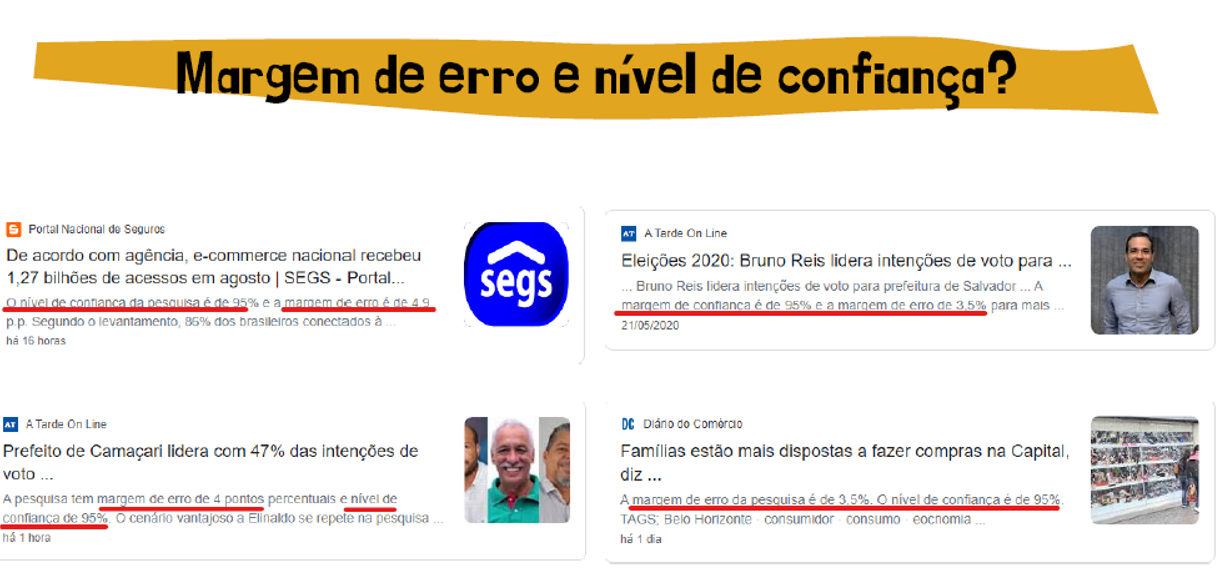 Margem de erro e nível de confiança?
Portal Nacional de Seguros
De acordo com agência, e-commerce nacional recebeu
1,27 bilhões de acessos em agosto | SEGS - Portal...
O nível de confiança da pesquisa é de 95% e a margem de erro é de 4,9
p.p. Segundo o levantamento, 86% dos brasileiros conectados à ...
há 16 horas
segs
AT A Tarde On Line
Eleições 2020: Bruno Reis lidera intenções de voto para ...
... Bruno Reis lidera intenções de voto para prefeitura de Salvador ... A
margem de confiança é de 95% e a margem de erro de 3,5% para mais ...
21/05/2020
AT A Tarde On Line
Prefeito de Camaçari lidera com 47% das intenções de
voto ...
A pesquisa tem margem de erro de 4 pontos percentuais e nível de
confiança de 95%. O cenário vantajoso a Elinaldo se repete na pesquisa ...
há 1 hora
DC Diário do Comércio
Famílias estão mais dispostas a fazer compras na Capital,
diz ...
A margem de erro da pesquisa é de 3,5%. O nível de confiança é de 95%.
TAGS; Belo Horizonte · consumidor · consumo · eocnomia ...
há 1 dia